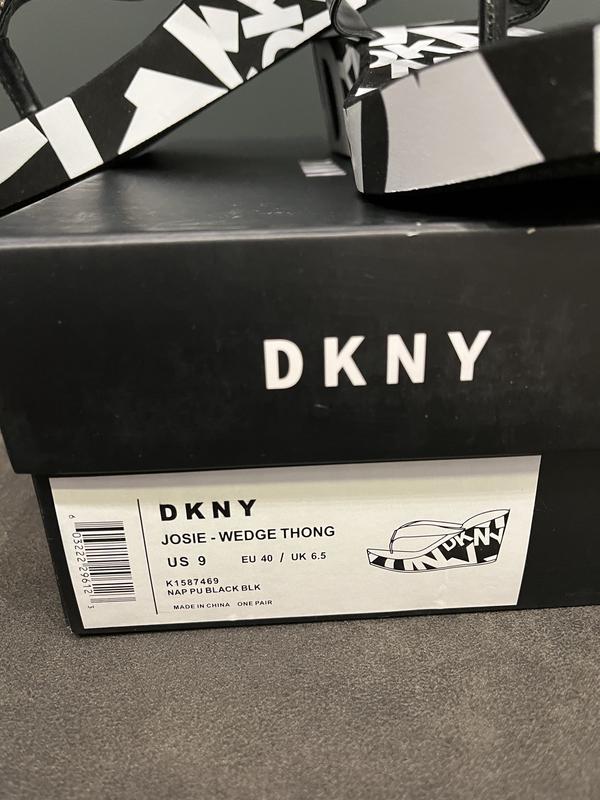 DKNY
DKNY
JOSIE - WEDGE THONG
US 9 EU 40 / UK 6.5
K1587469
NAP PU BLACK BLK
MADE IN CHINA ONE PAIR
DKNY